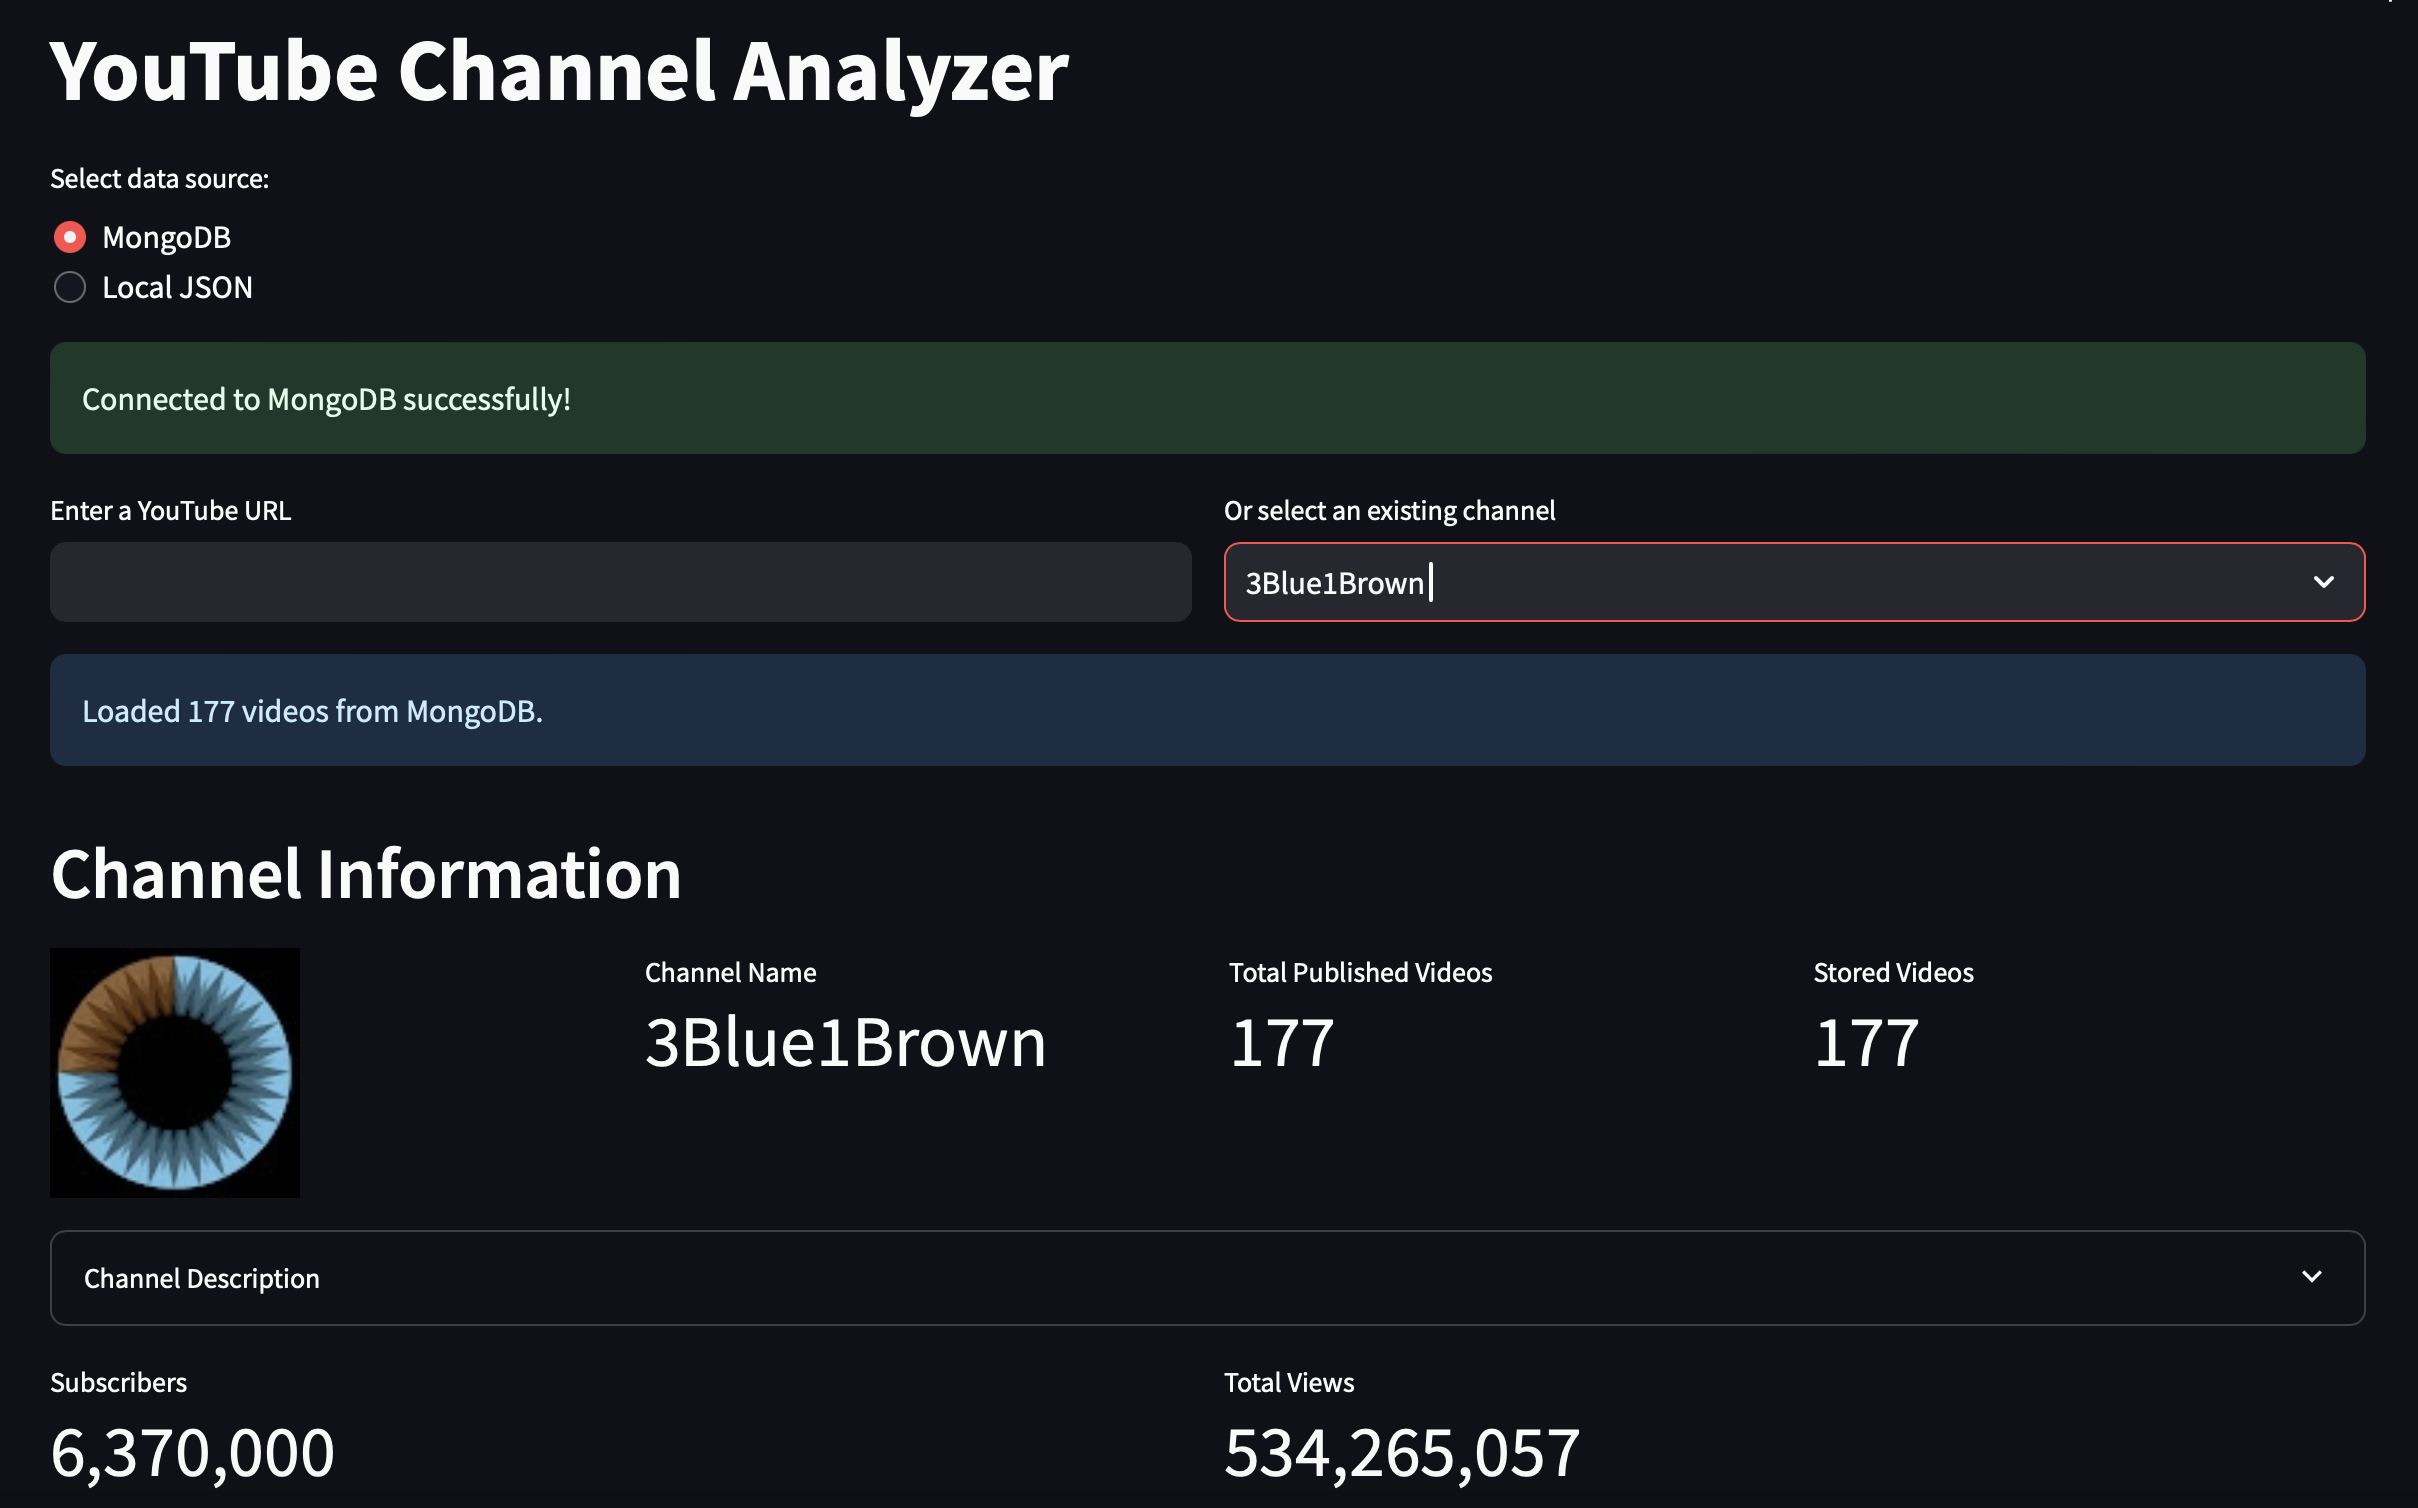 YouTube Channel Analyzer
Select data source:
MongoDB
Local JSON
Connected to MongoDB successfully!
Enter a YouTube URL
Or select an existing channel
3Blue1Brown
Loaded 177 videos from MongoDB.
Channel Information
Channel Name
3Blue1Brown
Total Published Videos
177
Stored Videos
177
Channel Description
Subscribers
6,370,000
Total Views
534,265,057